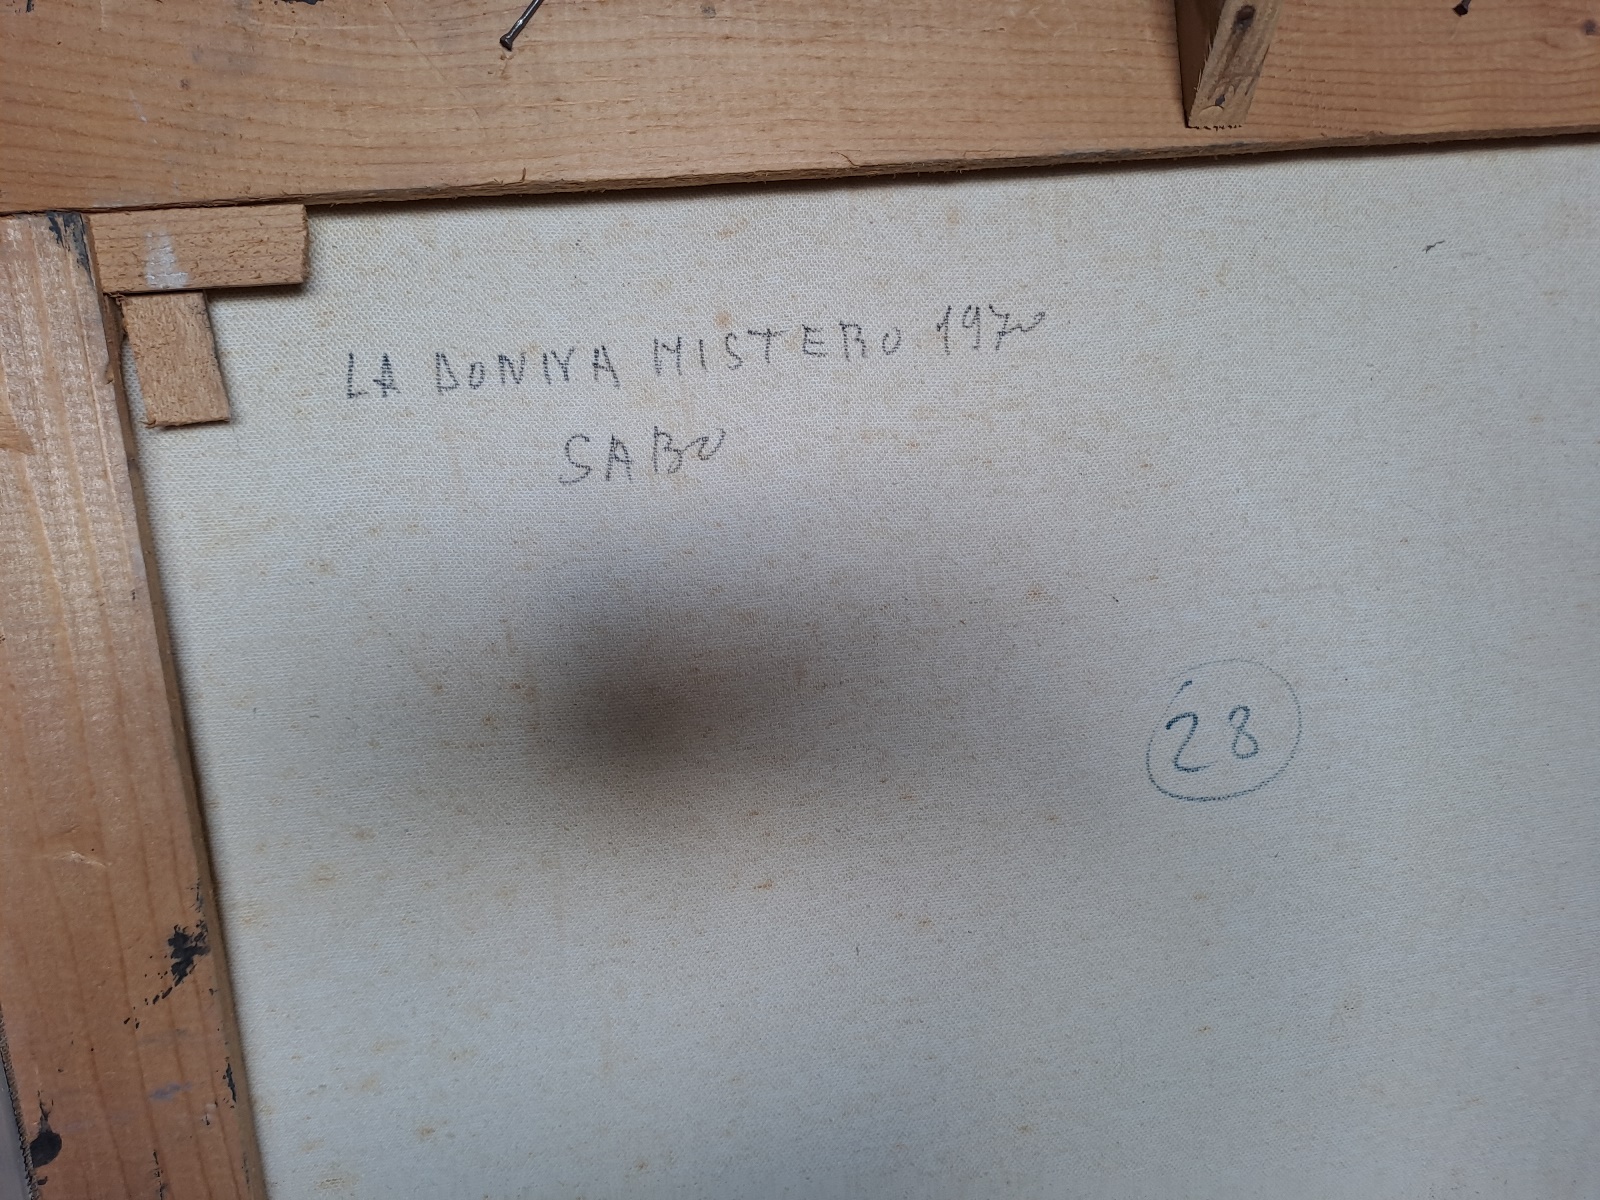 LA DONNA MISTERO 1970
SABO
28